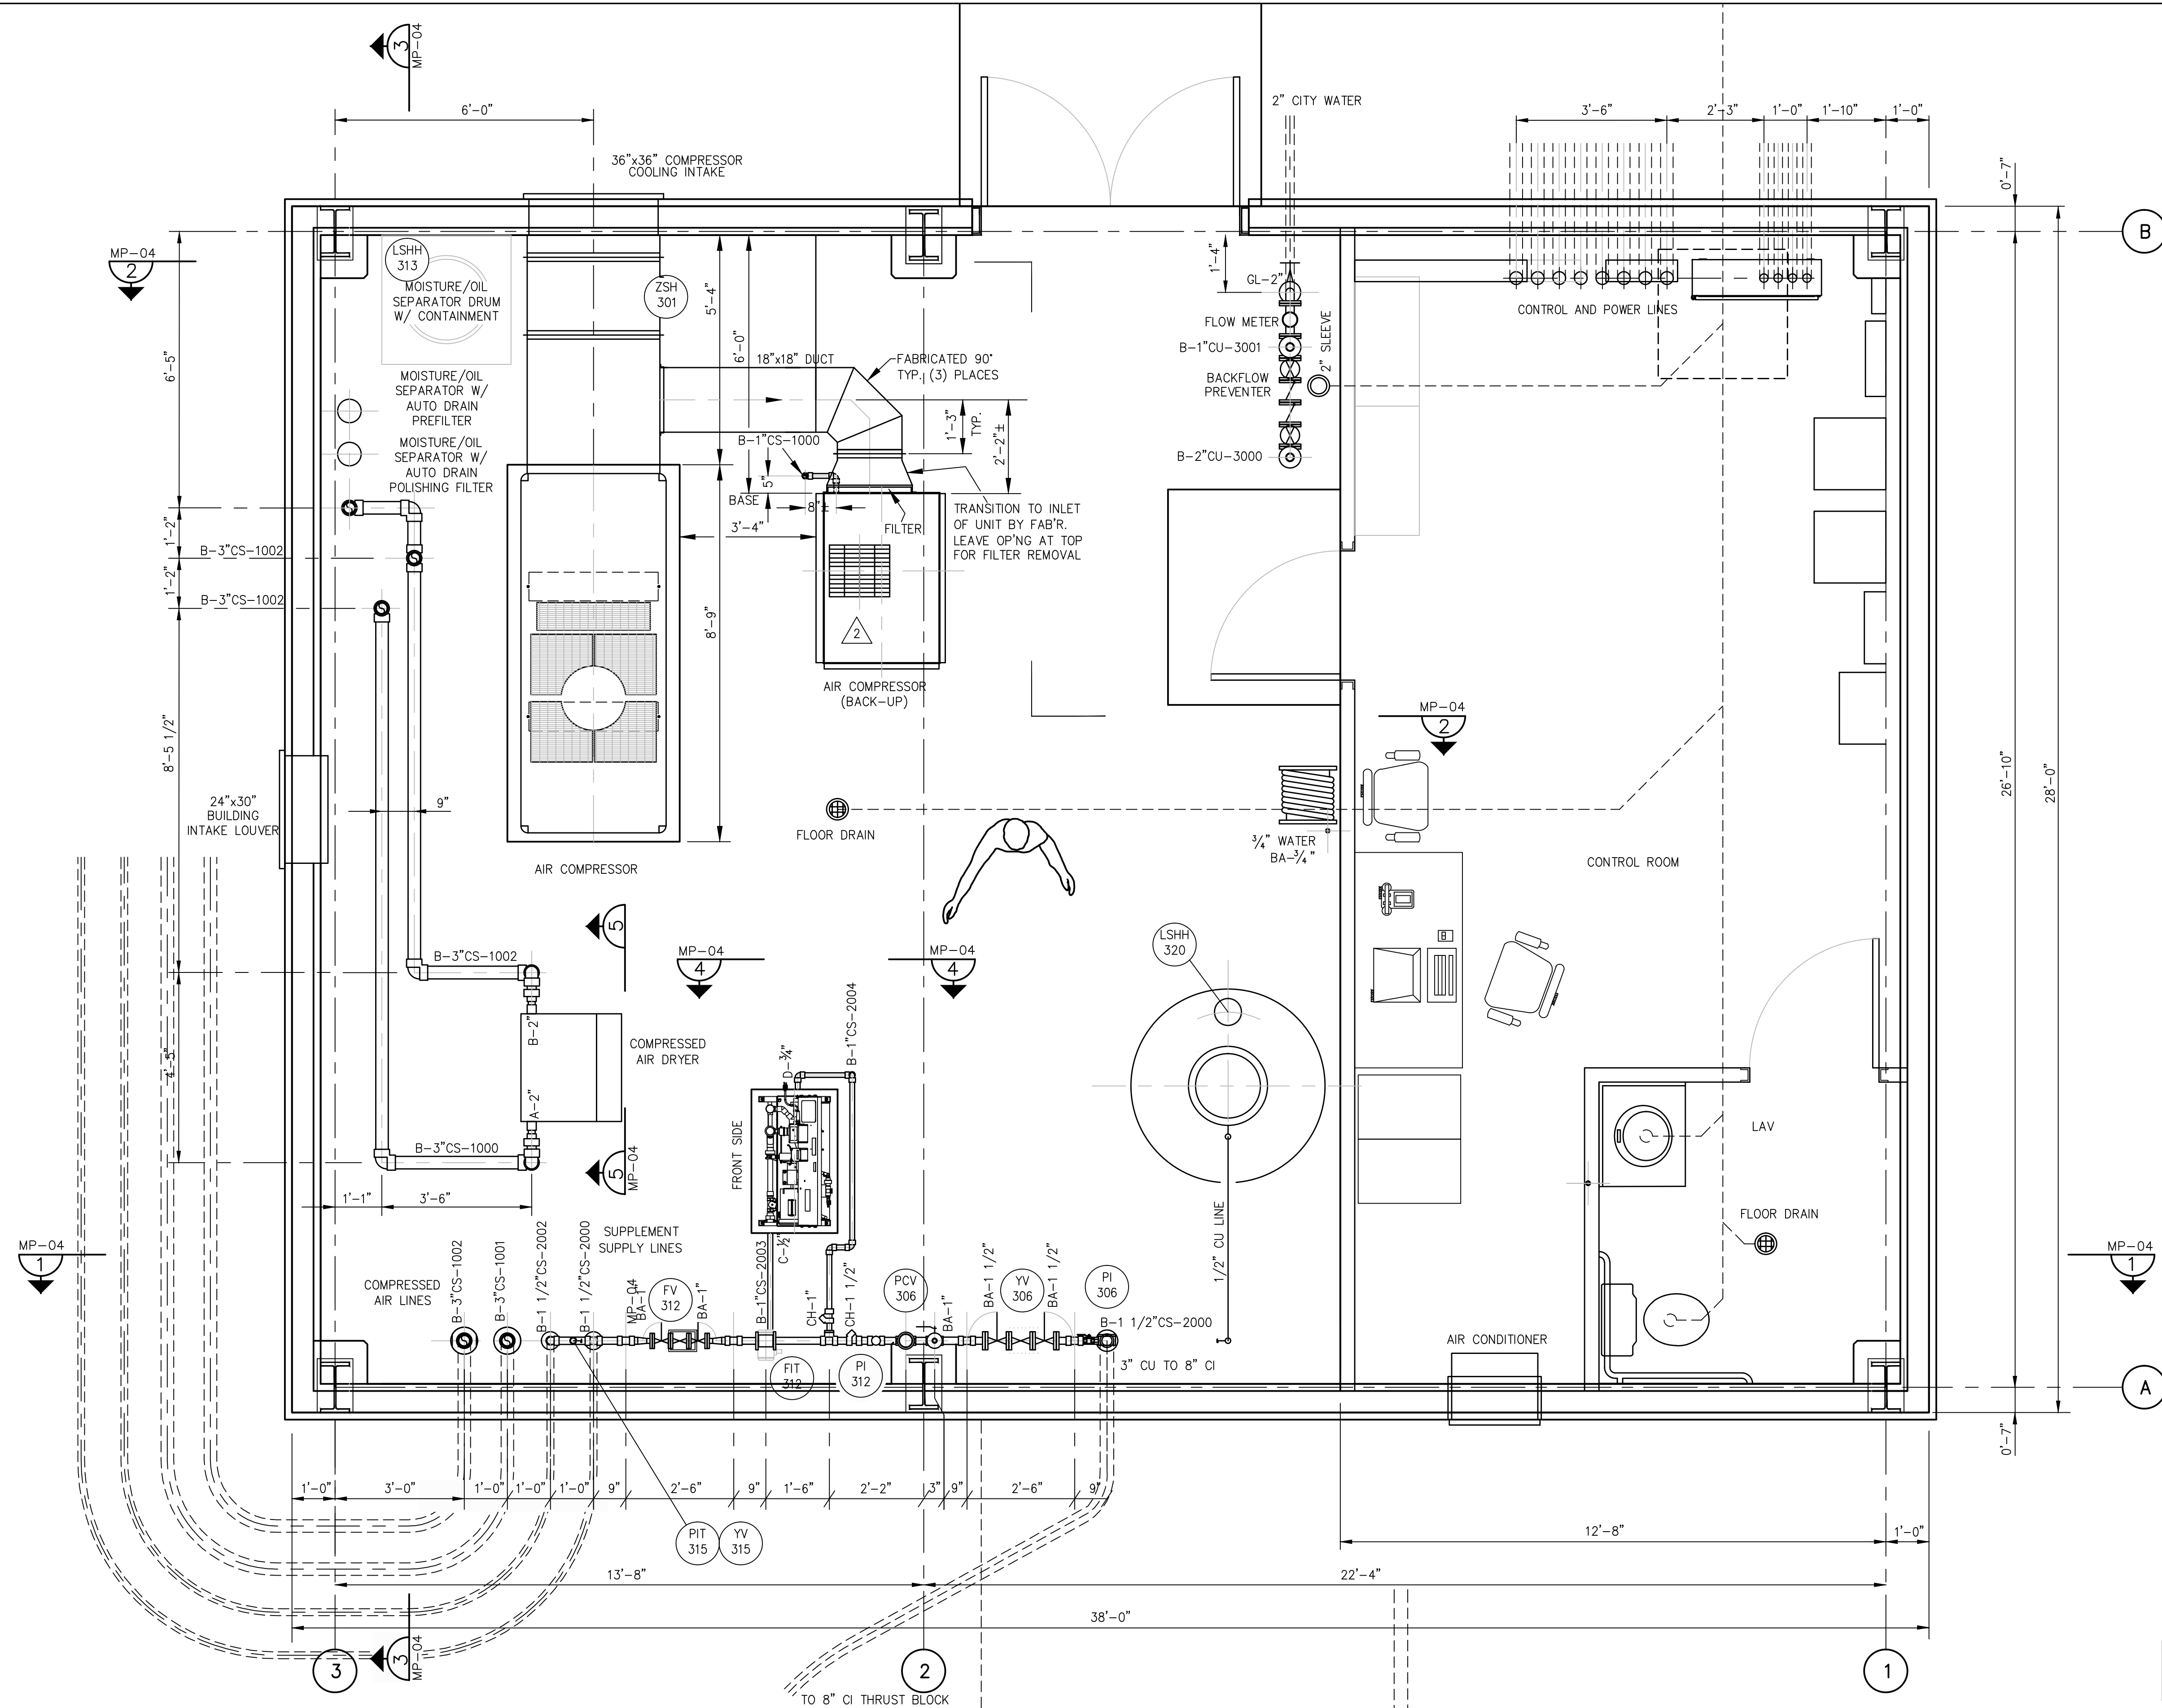 3
MP-04
6'-0"
2" CITY WATER
3'-6"
2'-3"
1'-0"
1'-10"
1'-0"
36"x36" COMPRESSOR
COOLING INTAKE
0'-7"
B
MP-04
2
LSHH
313
MOISTURE/OIL
SEPARATOR DRUM
W/ CONTAINMENT
ZSH
301
5'-4"
6'-0"
1'-4"
GL-2"
FLOW METER
B-1"CU-3001
2" SLEEVE
BACKFLOW
PREVENTER
B-2"CU-3000
CONTROL AND POWER LINES
6'-5"
18"x18" DUCT
FABRICATED 90°
TYP. (3) PLACES
MOISTURE/OIL
SEPARATOR W/
AUTO DRAIN
PREFILTER
MOISTURE/OIL
SEPARATOR W/
AUTO DRAIN
POLISHING FILTER
B-1"CS-1000
1'-3"
TYP.
2'-2"±
5"
BASE
8"±
3'-4"
FILTER
TRANSITION TO INLET
OF UNIT BY FAB'R.
LEAVE OP'NG AT TOP
FOR FILTER REMOVAL
1'-2"
B-3"CS-1002
1'-2"
B-3"CS-1002
8'-9"
2
AIR COMPRESSOR
(BACK-UP)
MP-04
2
8'-5 1/2"
26'-10"
28'-0"
24"x30"
BUILDING
INTAKE LOUVER
9"
FLOOR DRAIN
3/4" WATER
BA-3/4"
AIR COMPRESSOR
CONTROL ROOM
5
MP-04
4
MP-04
4
LSHH
320
B-3"CS-1002
B-2"
COMPRESSED
AIR DRYER
A-2"
4'-5"
B-3"CS-1000
5
MP-04
D-3/4"
B-1"CS-2004
FRONT SIDE
C-1/2"
LAV
1'-1"
3'-6"
FLOOR DRAIN
1/2" CU LINE
SUPPLEMENT
SUPPLY LINES
COMPRESSED
AIR LINES
MP-04
1
MP-04
1
B-3"CS-1002
B-3"CS-1001
B-1 1/2"CS-2002
B-1 1/2"CS-2000
MP-04
BA-1"
FV
312
BA-1"
B-1"CS-2003
CH-1"
CH-1 1/2"
PCV
306
BA-1"
BA-1 1/2"
YV
306
BA-1 1/2"
PI
306
B-1 1/2"CS-2000
3" CU TO 8" CI
FIT
312
PI
312
AIR CONDITIONER
A
0'-7"
1'-0"
3'-0"
1'-0"
1'-0"
1'-0"
9"
2'-6"
9"
1'-6"
2'-2"
3"
9"
2'-6"
9"
PIT
315
YV
315
12'-8"
1'-0"
13'-8"
22'-4"
38'-0"
3
3
MP-04
2
1
TO 8" CI THRUST BLOCK